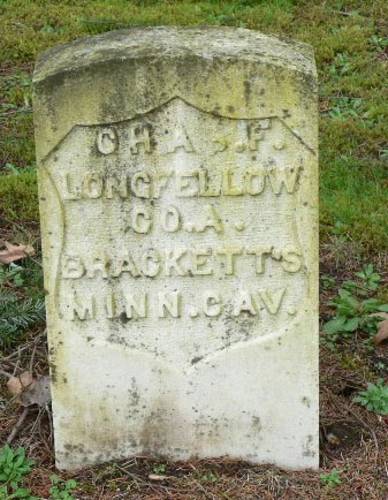 CHAS.F.
LONGFELLOW
CO.A.
BRACKETT'S
MINN.CAV.